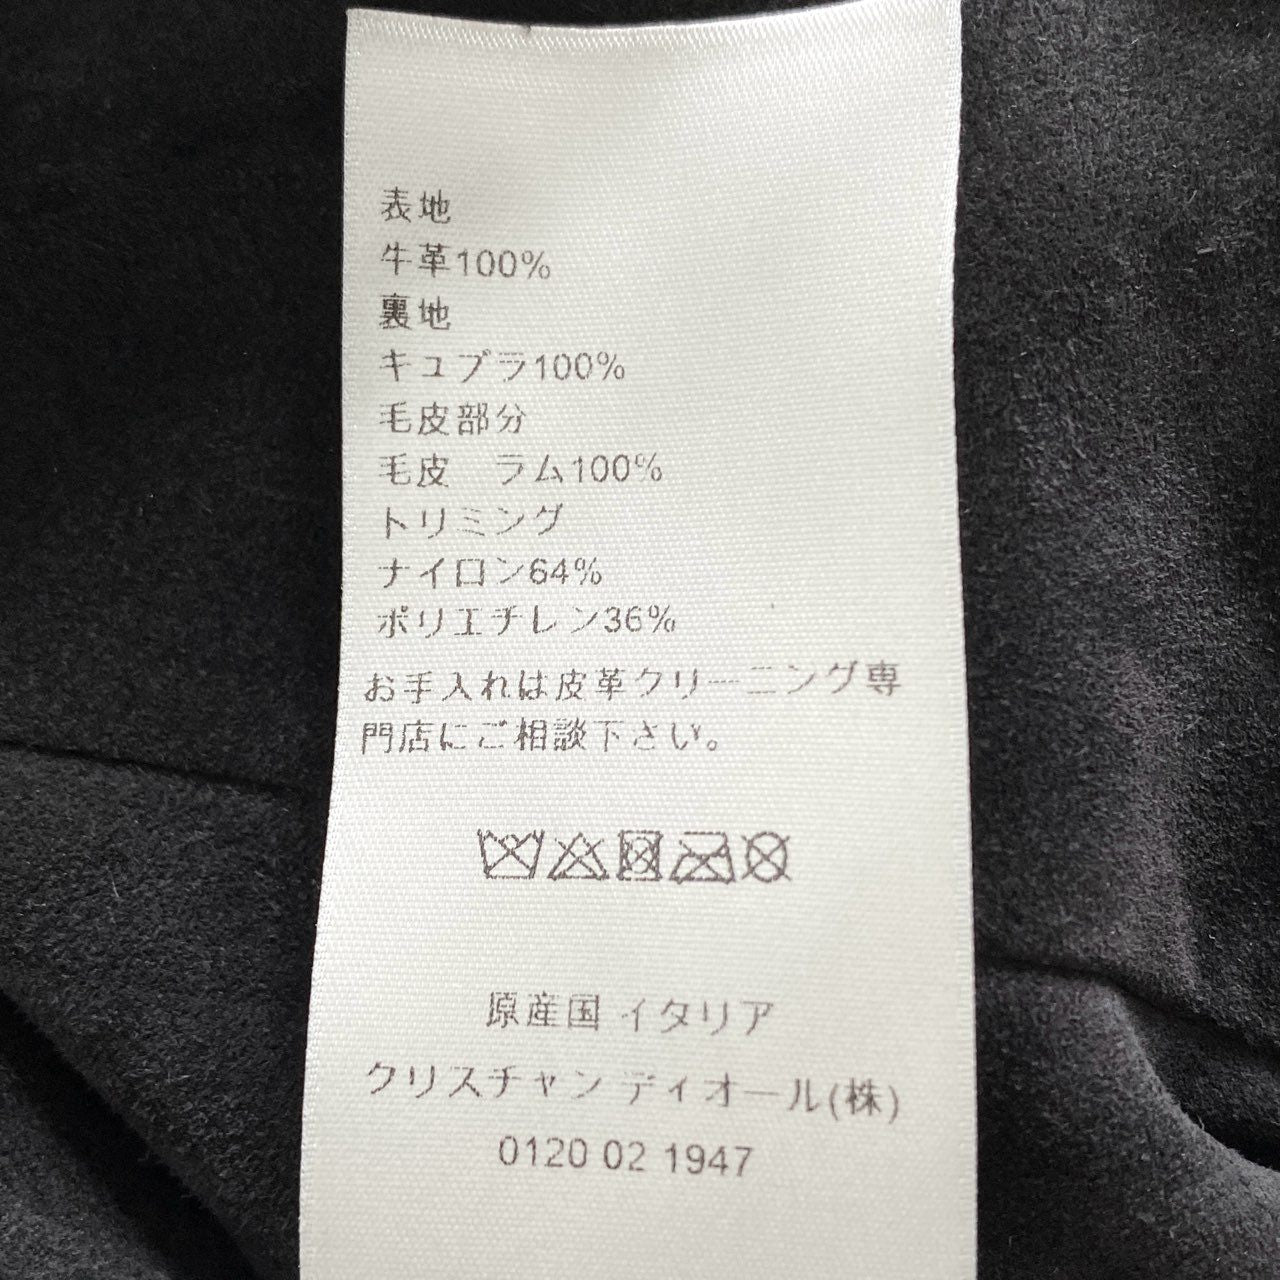 表地
牛革100%
裏地
キュプラ100%
毛皮部分
毛皮　ラム100%
トリミング
ナイロン64%
ポリエチレン36%
お手入れは皮革クリーニング専
門店にご相談下さい。
原産国 イタリア
クリスチャン ディオール(株)
0120 02 1947